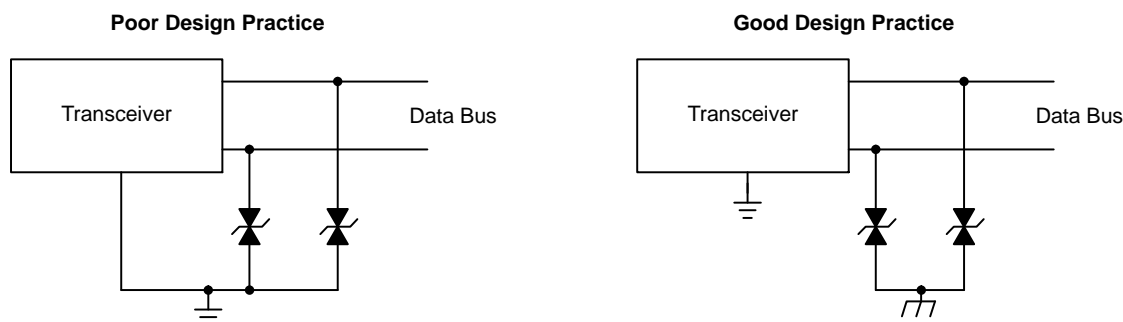 Poor Design Practice
Transceiver
Data Bus
Good Design Practice
Transceiver
Data Bus